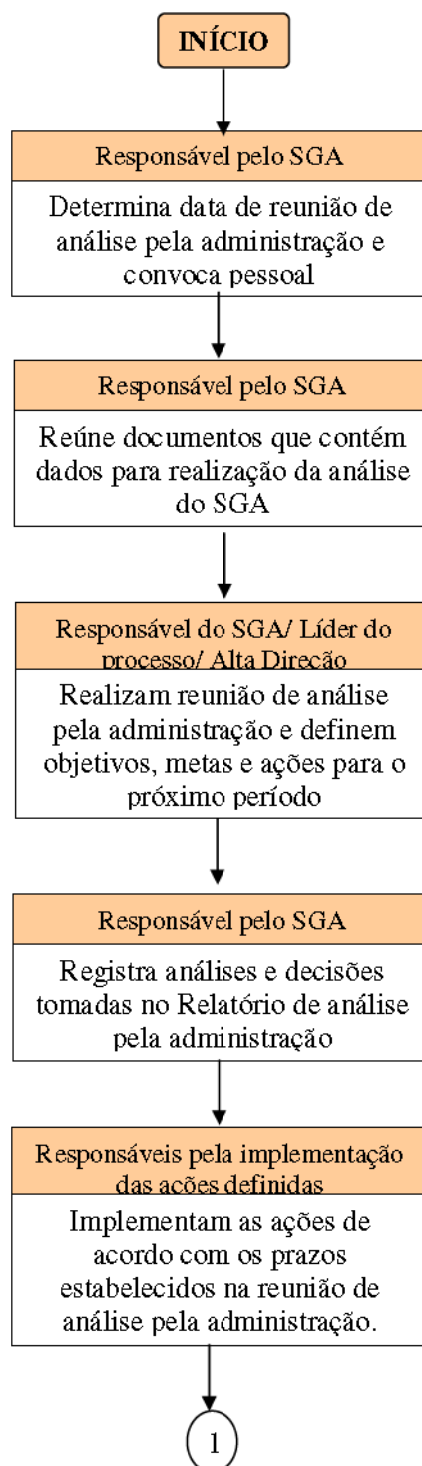 INÍCIO
Responsável pelo SGA
Determina data de reunião de
análise pela administração e
convoca pessoal
Responsável pelo SGA
Reúne documentos que contém
dados para realização da análise
do SGA
Responsável do SGA/ Líder do
processo/ Alta Direção
Realizam reunião de análise
pela administração e definem
objetivos, metas e ações para o
próximo período
Responsável pelo SGA
Registra análises e decisões
tomadas no Relatório de análise
pela administração
Responsáveis pela implementação
das ações definidas
Implementam as ações de
acordo com os prazos
estabelecidos na reunião de
análise pela administração.
1